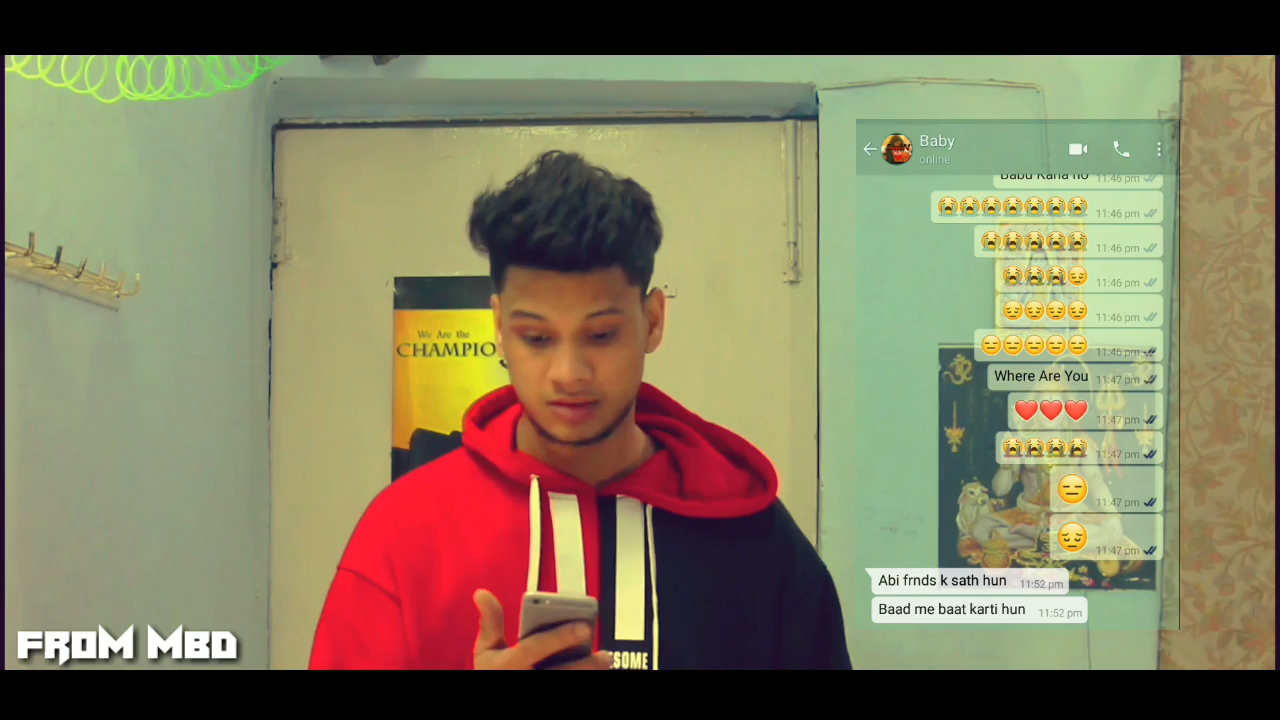 Baby
online
Babu Kaha ho 11:46 pm
😭😭😭😭😭😭😭 11:46 pm
😭😭😭😭😭 11:46 pm
😭😭😭😔 11:46 pm
😔😔😔😔 11:46 pm
😑😑😑😑😑 11:46 pm
Where Are You 11:47 pm
❤️❤️❤️ 11:47 pm
😭😭😭😭 11:47 pm
😑 11:47 pm
😔 11:47 pm
Abi frnds k sath hun 11:52 pm
Baad me baat karti hun 11:52 pm
We Are the
CHAMPIO
ESOME
FROM MBD